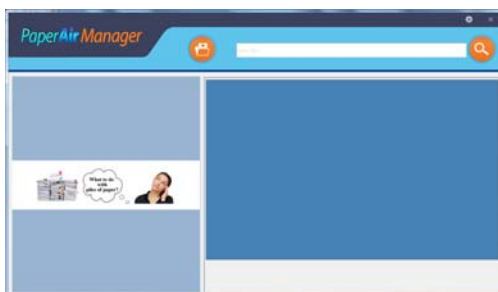 PaperAir Manager
What to do
with
piles of paper?